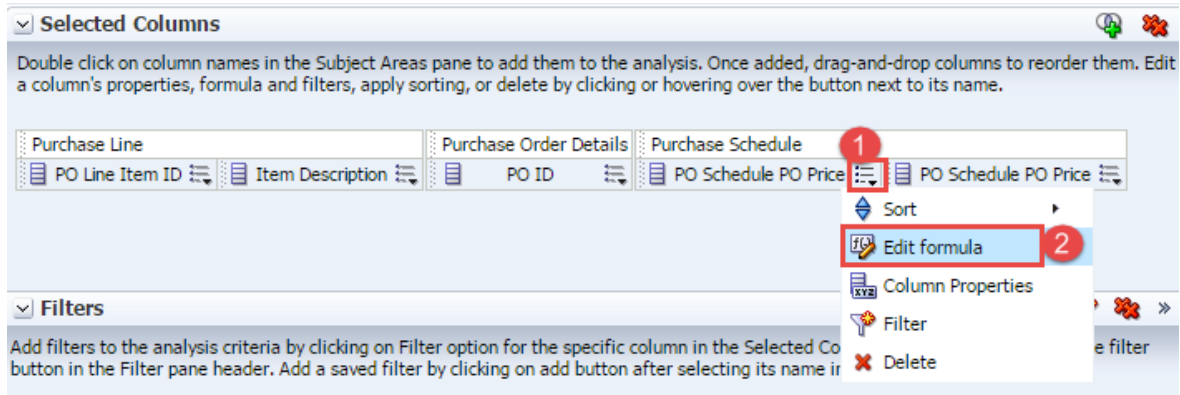 Selected Columns
Double click on column names in the Subject Areas pane to add them to the analysis. Once added, drag-and-drop columns to reorder them. Edit
a column's properties, formula and filters, apply sorting, or delete by clicking or hovering over the button next to its name.
Purchase Line Purchase Order Details Purchase Schedule 1
PO Line Item ID Item Description PO ID PO Schedule PO Price PO Schedule PO Price
Sort
f() Edit formula 2
XYZ Column Properties
Filter
Delete
Filters
Add filters to the analysis criteria by clicking on Filter option for the specific column in the Selected Co e filter
button in the Filter pane header. Add a saved filter by clicking on add button after selecting its name i